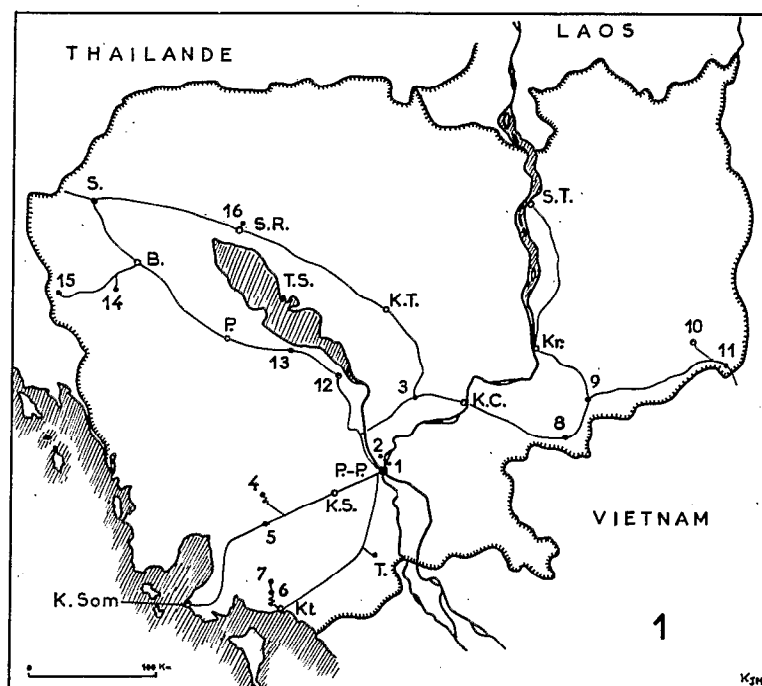 THAILANDE
LAOS
S.
16
S.R.
S.T.
B.
15
14
T.S.
K.T.
P.
13
12
3
K.C.
Kr.
10
11
9
8
2
P.-P.
1
4
K.S.
5
VIETNAM
7
6
T.
K.Som
Kt
1
0
100 Km